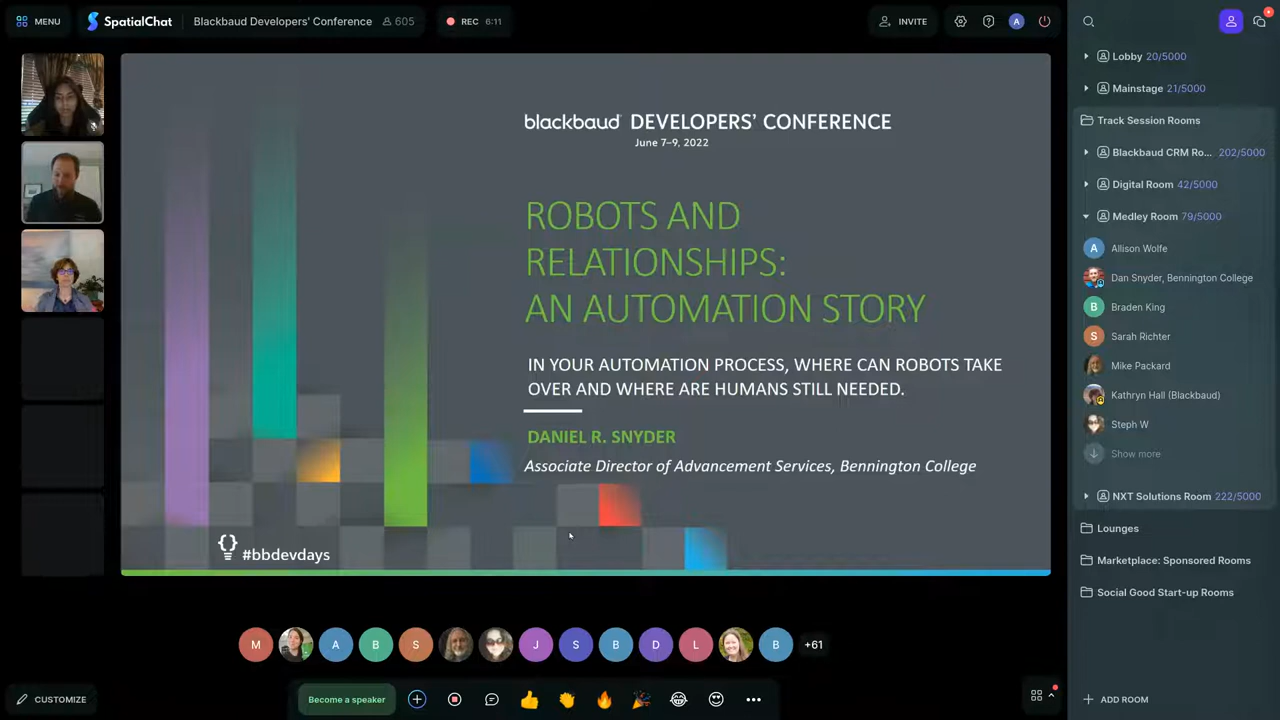 MENU
SpatialChat
Blackbaud Developers' Conference
605
REC 6:11
INVITE
A
blackbaud DEVELOPERS' CONFERENCE
June 7–9, 2022
ROBOTS AND
RELATIONSHIPS:
AN AUTOMATION STORY
IN YOUR AUTOMATION PROCESS, WHERE CAN ROBOTS TAKE
OVER AND WHERE ARE HUMANS STILL NEEDED.
DANIEL R. SNYDER
Associate Director of Advancement Services, Bennington College
{} #bbdevdays
M A B S J S B D L B +61
CUSTOMIZE
Become a speaker
Lobby 20/5000
Mainstage 21/5000
Track Session Rooms
Blackbaud CRM Ro... 202/5000
Digital Room 42/5000
Medley Room 79/5000
A Allison Wolfe
Dan Snyder, Bennington College
B Braden King
S Sarah Richter
Mike Packard
Kathryn Hall (Blackbaud)
Steph W
Show more
NXT Solutions Room 222/5000
Lounges
Marketplace: Sponsored Rooms
Social Good Start-up Rooms
ADD ROOM